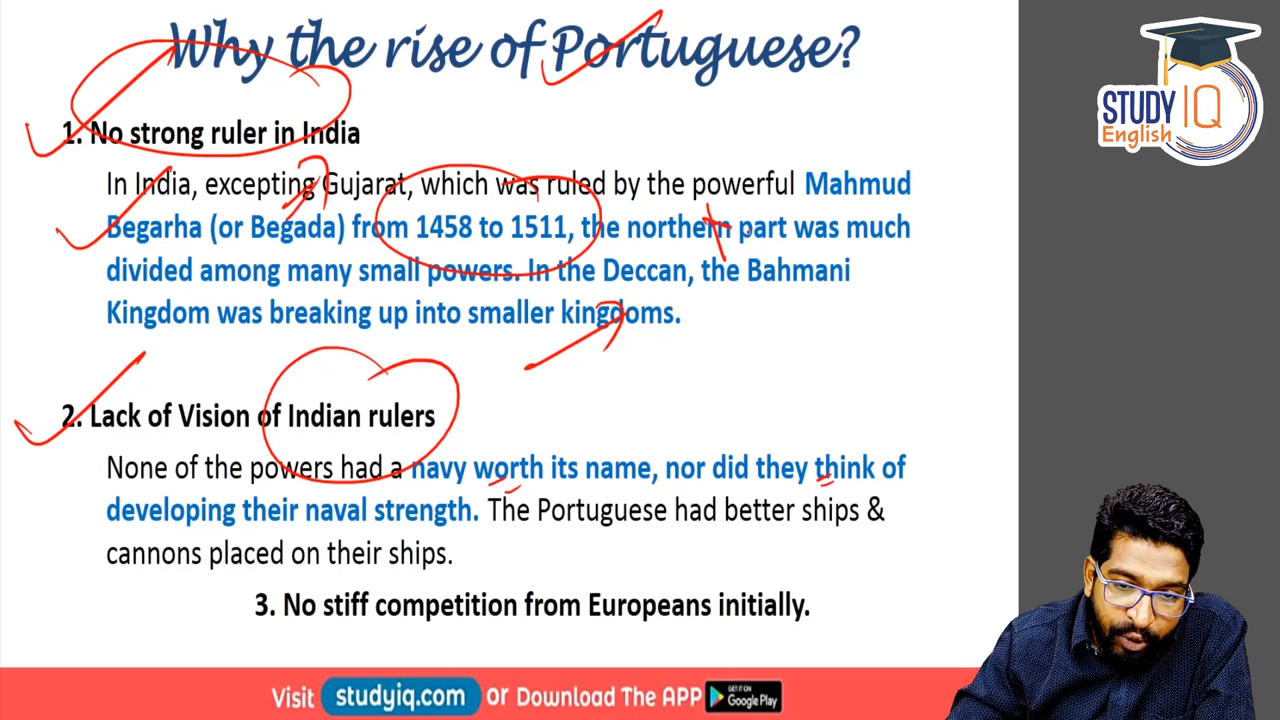 Why the rise of Portuguese?
STUDY IQ
English
1. No strong ruler in India
In India, excepting Gujarat, which was ruled by the powerful Mahmud
Begarha (or Begada) from 1458 to 1511, the northern part was much
divided among many small powers. In the Deccan, the Bahmani
Kingdom was breaking up into smaller kingdoms.
2. Lack of Vision of Indian rulers
None of the powers had a navy worth its name, nor did they think of
developing their naval strength. The Portuguese had better ships &
cannons placed on their ships.
3. No stiff competition from Europeans initially.
Visit studyiq.com or Download The APP GET IT ON Google Play